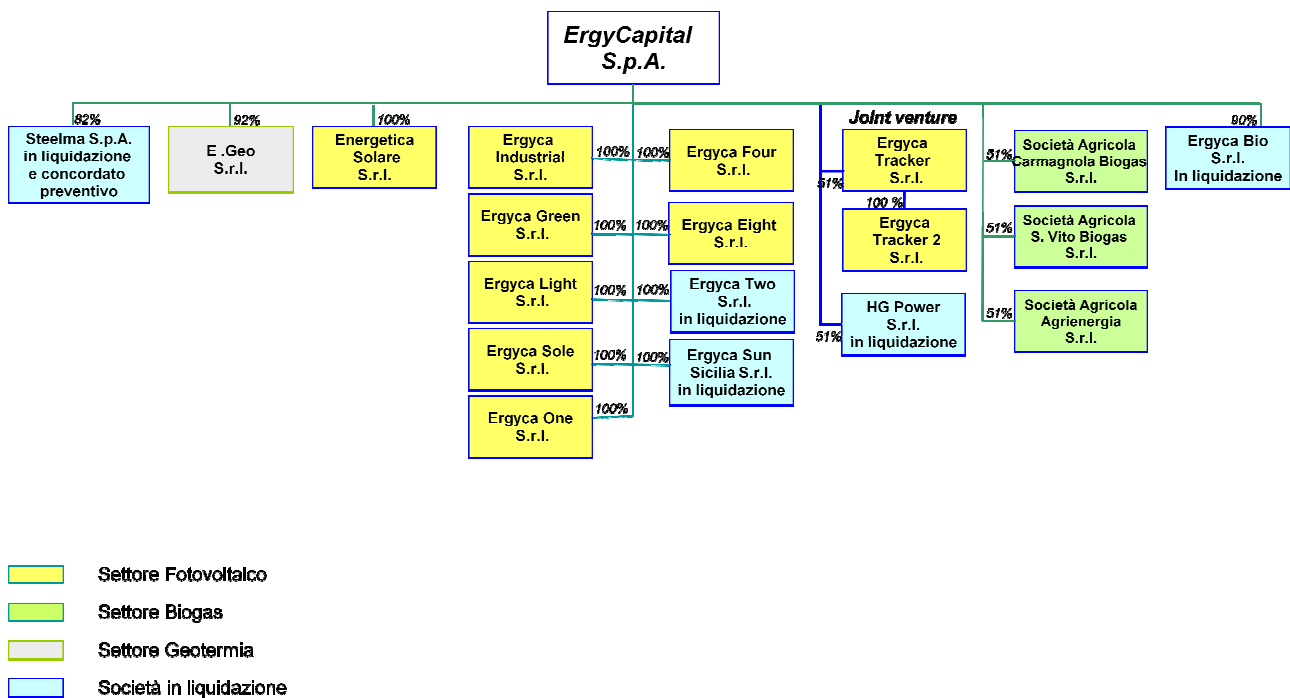 ErgyCapital
S.p.A.
82%
Steelma S.p.A.
in liquidazione
e concordato
preventivo
92%
E .Geo
S.r.l.
100%
Energetica
Solare
S.r.l.
Ergyca
Industrial
S.r.l.
100%
100%
Ergyca Four
S.r.l.
Ergyca Green
S.r.l.
100%
100%
Ergyca Eight
S.r.l.
Ergyca Light
S.r.l.
100%
100%
Ergyca Two
S.r.l.
in liquidazione
Ergyca Sole
S.r.l.
100%
100%
Ergyca Sun
Sicilia S.r.l.
in liquidazione
Ergyca One
S.r.l.
100%
Joint venture
Ergyca
Tracker
S.r.l.
51%
100 %
Ergyca
Tracker 2
S.r.l.
HG Power
S.r.l.
in liquidazione
51%
51%
Società Agricola
Carmagnola Biogas
S.r.l.
51%
Società Agricola
S. Vito Biogas
S.r.l.
51%
Società Agricola
Agrienergia
S.r.l.
90%
Ergyca Bio
S.r.l.
In liquidazione
Settore Fotovoltaico
Settore Biogas
Settore Geotermia
Società in liquidazione